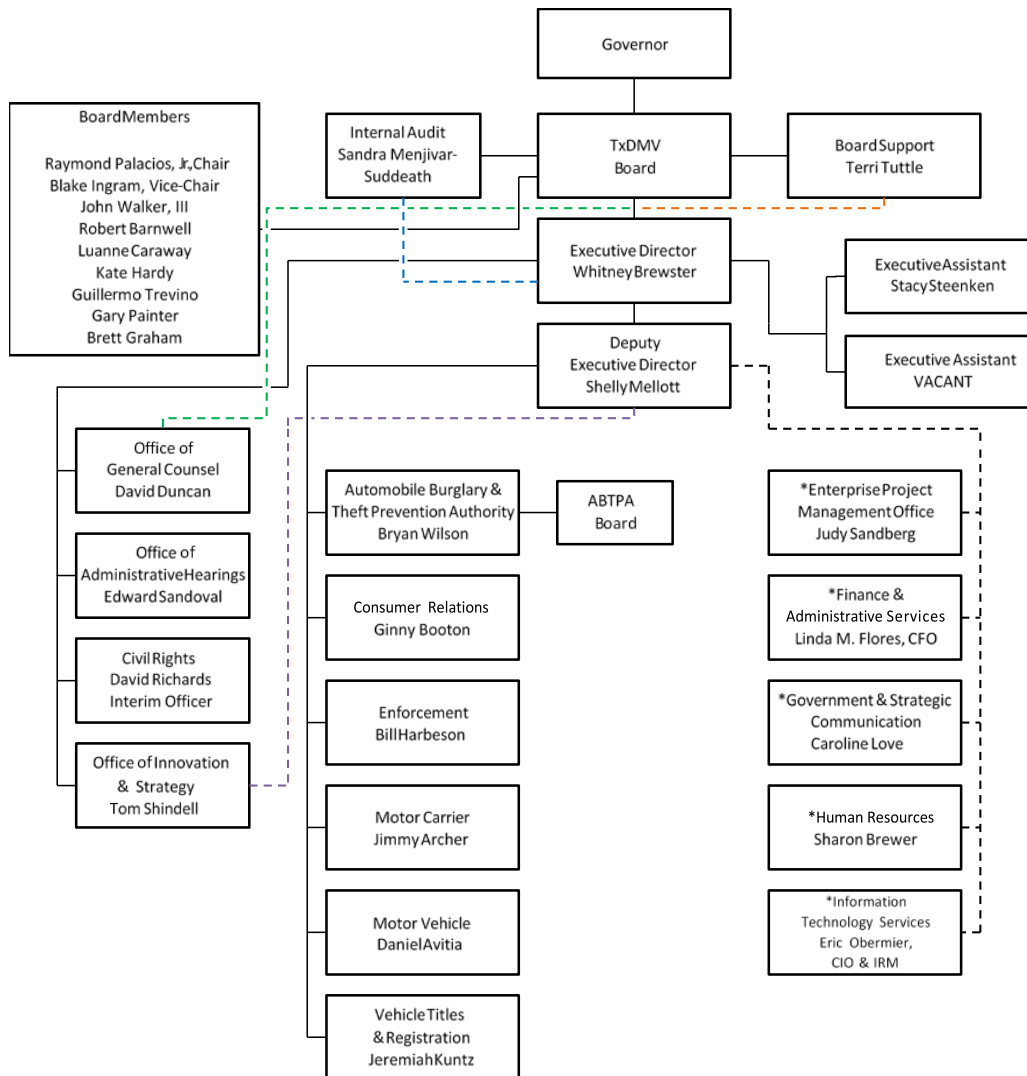 Governor
Board Members
Raymond Palacios, Jr., Chair
Blake Ingram, Vice-Chair
John Walker, III
Robert Barnwell
Luanne Caraway
Kate Hardy
Guillermo Trevino
Gary Painter
Brett Graham
Internal Audit
Sandra Menjivar-
Suddeath
TxDMV
Board
Board Support
Terri Tuttle
Executive Director
Whitney Brewster
Executive Assistant
Stacy Steenken
Executive Assistant
VACANT
Deputy
Executive Director
Shelly Mellott
Office of
General Counsel
David Duncan
Office of
Administrative Hearings
Edward Sandoval
Civil Rights
David Richards
Interim Officer
Office of Innovation
& Strategy
Tom Shindell
Automobile Burglary &
Theft Prevention Authority
Bryan Wilson
ABTPA
Board
Consumer Relations
Ginny Booton
Enforcement
Bill Harbeson
Motor Carrier
Jimmy Archer
Motor Vehicle
Daniel Avitia
Vehicle Titles
& Registration
Jeremiah Kuntz
*Enterprise Project
Management Office
Judy Sandberg
*Finance &
Administrative Services
Linda M. Flores, CFO
*Government & Strategic
Communication
Caroline Love
*Human Resources
Sharon Brewer
*Information
Technology Services
Eric Obermier,
CIO & IRM